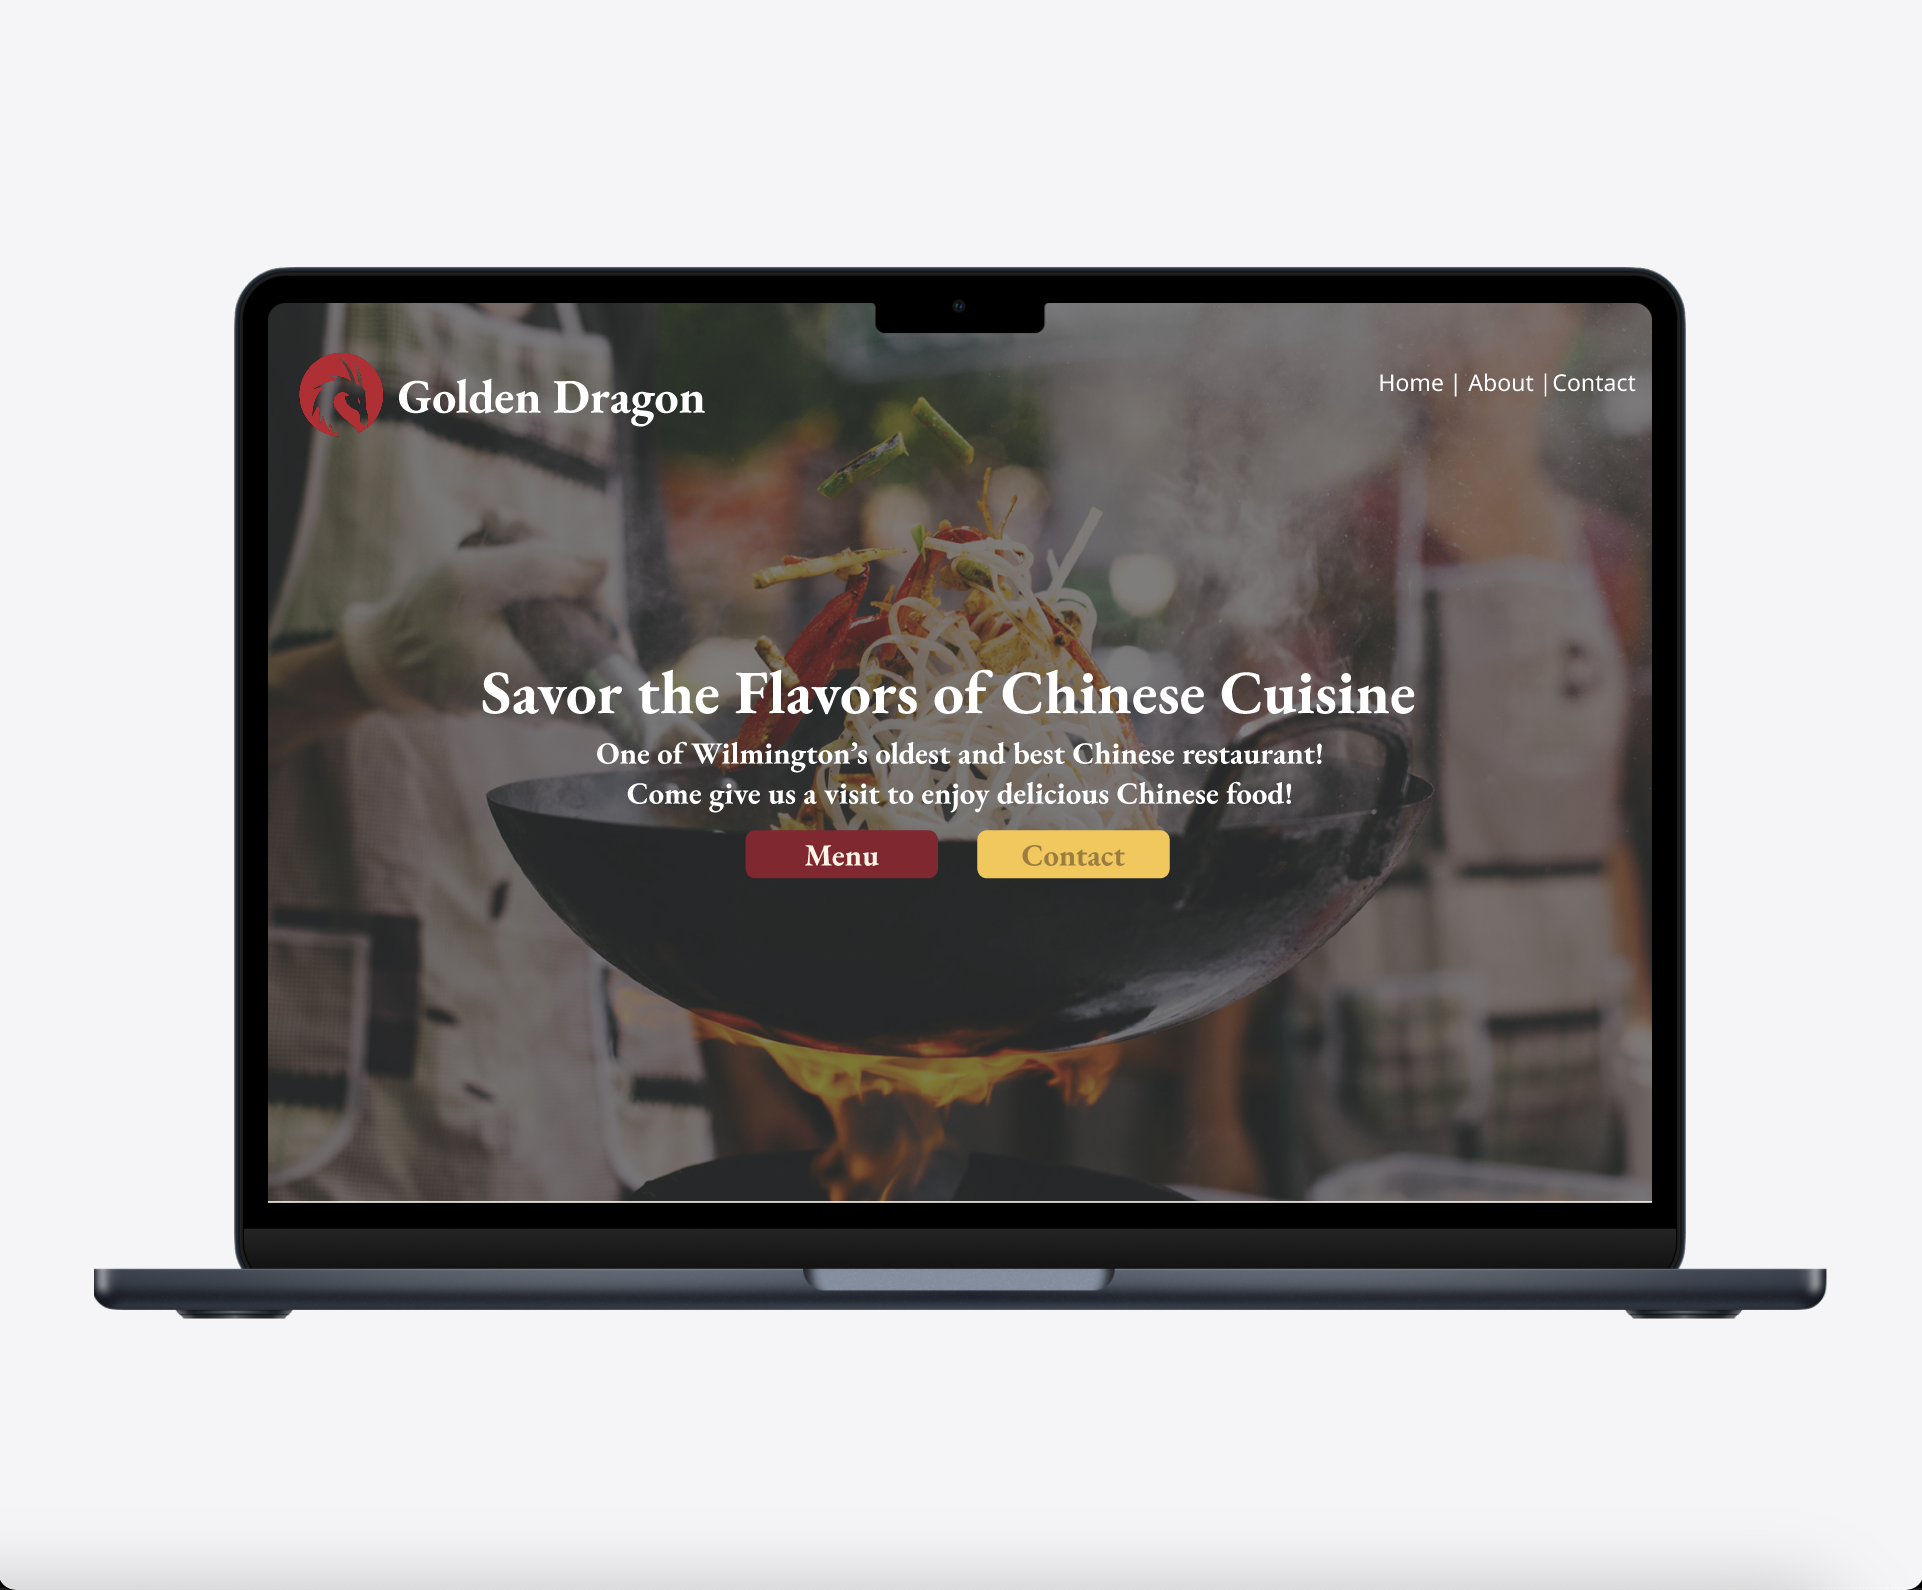 Golden Dragon
Home | About |Contact
Savor the Flavors of Chinese Cuisine
One of Wilmington’s oldest and best Chinese restaurant!
Come give us a visit to enjoy delicious Chinese food!
Menu
Contact